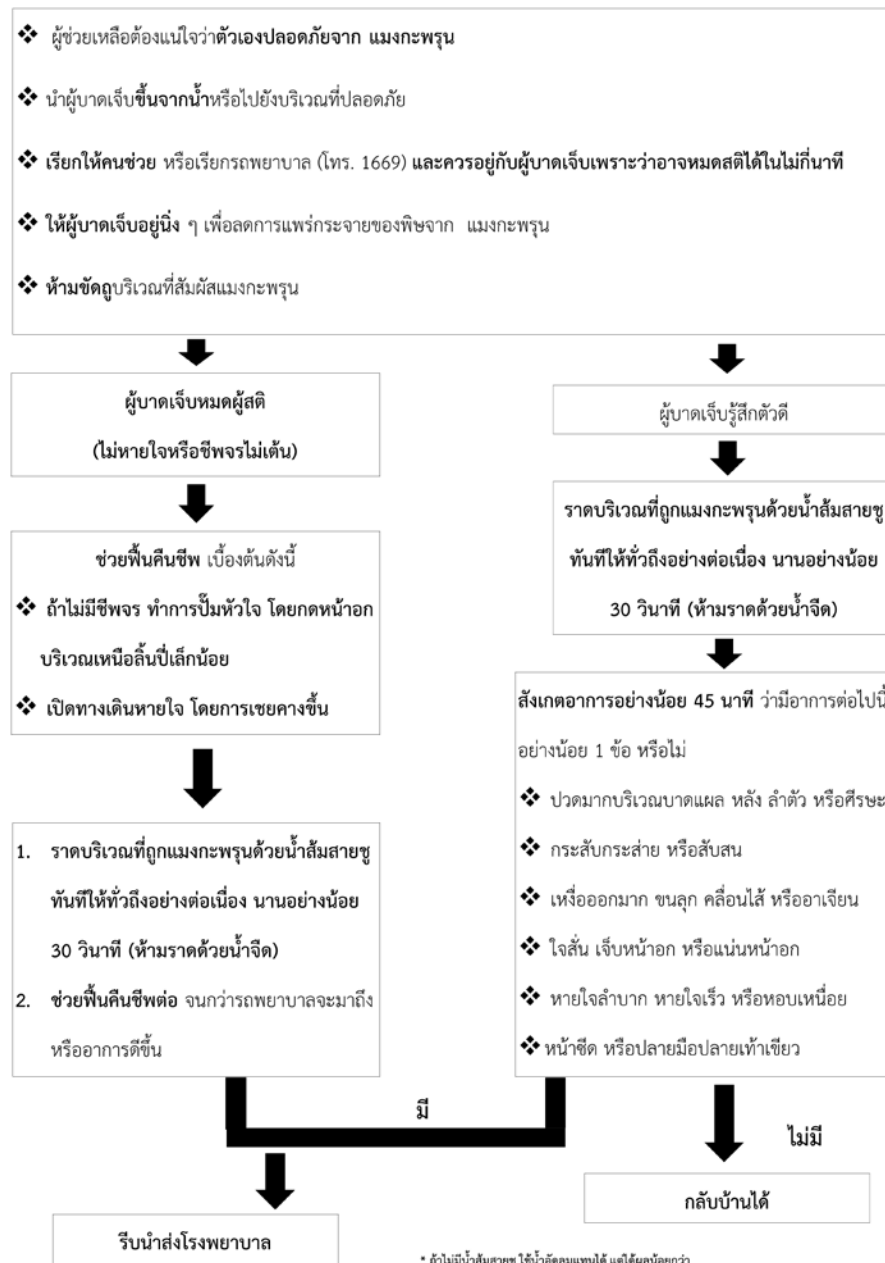 ❖ ผู้ช่วยเหลือต้องแน่ใจว่าตัวเองปลอดภัยจาก แมงกะพรุน
❖ นำผู้บาดเจ็บขึ้นจากน้ำหรือไปยังบริเวณที่ปลอดภัย
❖ เรียกให้คนช่วย หรือเรียกรถพยาบาล (โทร. 1669) และควรอยู่กับผู้บาดเจ็บเพราะว่าอาจหมดสติได้ในไม่กี่นาที
❖ ให้ผู้บาดเจ็บอยู่นิ่ง ๆ เพื่อลดการแพร่กระจายของพิษจาก แมงกะพรุน
❖ ห้ามขัดถูบริเวณที่สัมผัสแมงกะพรุน
ผู้บาดเจ็บหมดผู้สติ
(ไม่หายใจหรือชีพจรไม่เต้น)
ช่วยฟื้นคืนชีพ เบื้องต้นดังนี้
❖ ถ้าไม่มีชีพจร ทำการปั๊มหัวใจ โดยกดหน้าอก
บริเวณเหนือลิ้นปี่เล็กน้อย
❖ เปิดทางเดินหายใจ โดยการเชยคางขึ้น
1. ราดบริเวณที่ถูกแมงกะพรุนด้วยน้ำส้มสายชู
ทันทีให้ทั่วถึงอย่างต่อเนื่อง นานอย่างน้อย
30 วินาที (ห้ามราดด้วยน้ำจืด)
2. ช่วยฟื้นคืนชีพต่อ จนกว่ารถพยาบาลจะมาถึง
หรืออาการดีขึ้น
ผู้บาดเจ็บรู้สึกตัวดี
ราดบริเวณที่ถูกแมงกะพรุนด้วยน้ำส้มสายชู
ทันทีให้ทั่วถึงอย่างต่อเนื่อง นานอย่างน้อย
30 วินาที (ห้ามราดด้วยน้ำจืด)
สังเกตอาการอย่างน้อย 45 นาที ว่ามีอาการต่อไปนี้
อย่างน้อย 1 ข้อ หรือไม่
❖ ปวดมากบริเวณบาดแผล หลัง ลำตัว หรือศีรษะ
❖ กระสับกระส่าย หรือสับสน
❖ เหงื่อออกมาก ขนลุก คลื่นไส้ หรืออาเจียน
❖ ใจสั่น เจ็บหน้าอก หรือแน่นหน้าอก
❖ หายใจลำบาก หายใจเร็ว หรือหอบเหนื่อย
❖ หน้าซีด หรือปลายมือปลายเท้าเขียว
มี
ไม่มี
กลับบ้านได้
รีบนำส่งโรงพยาบาล
* ถ้าไม่มีน้ำส้มสายชู ใช้น้ำอัดลมแทนได้ แต่ได้ผลน้อยกว่า